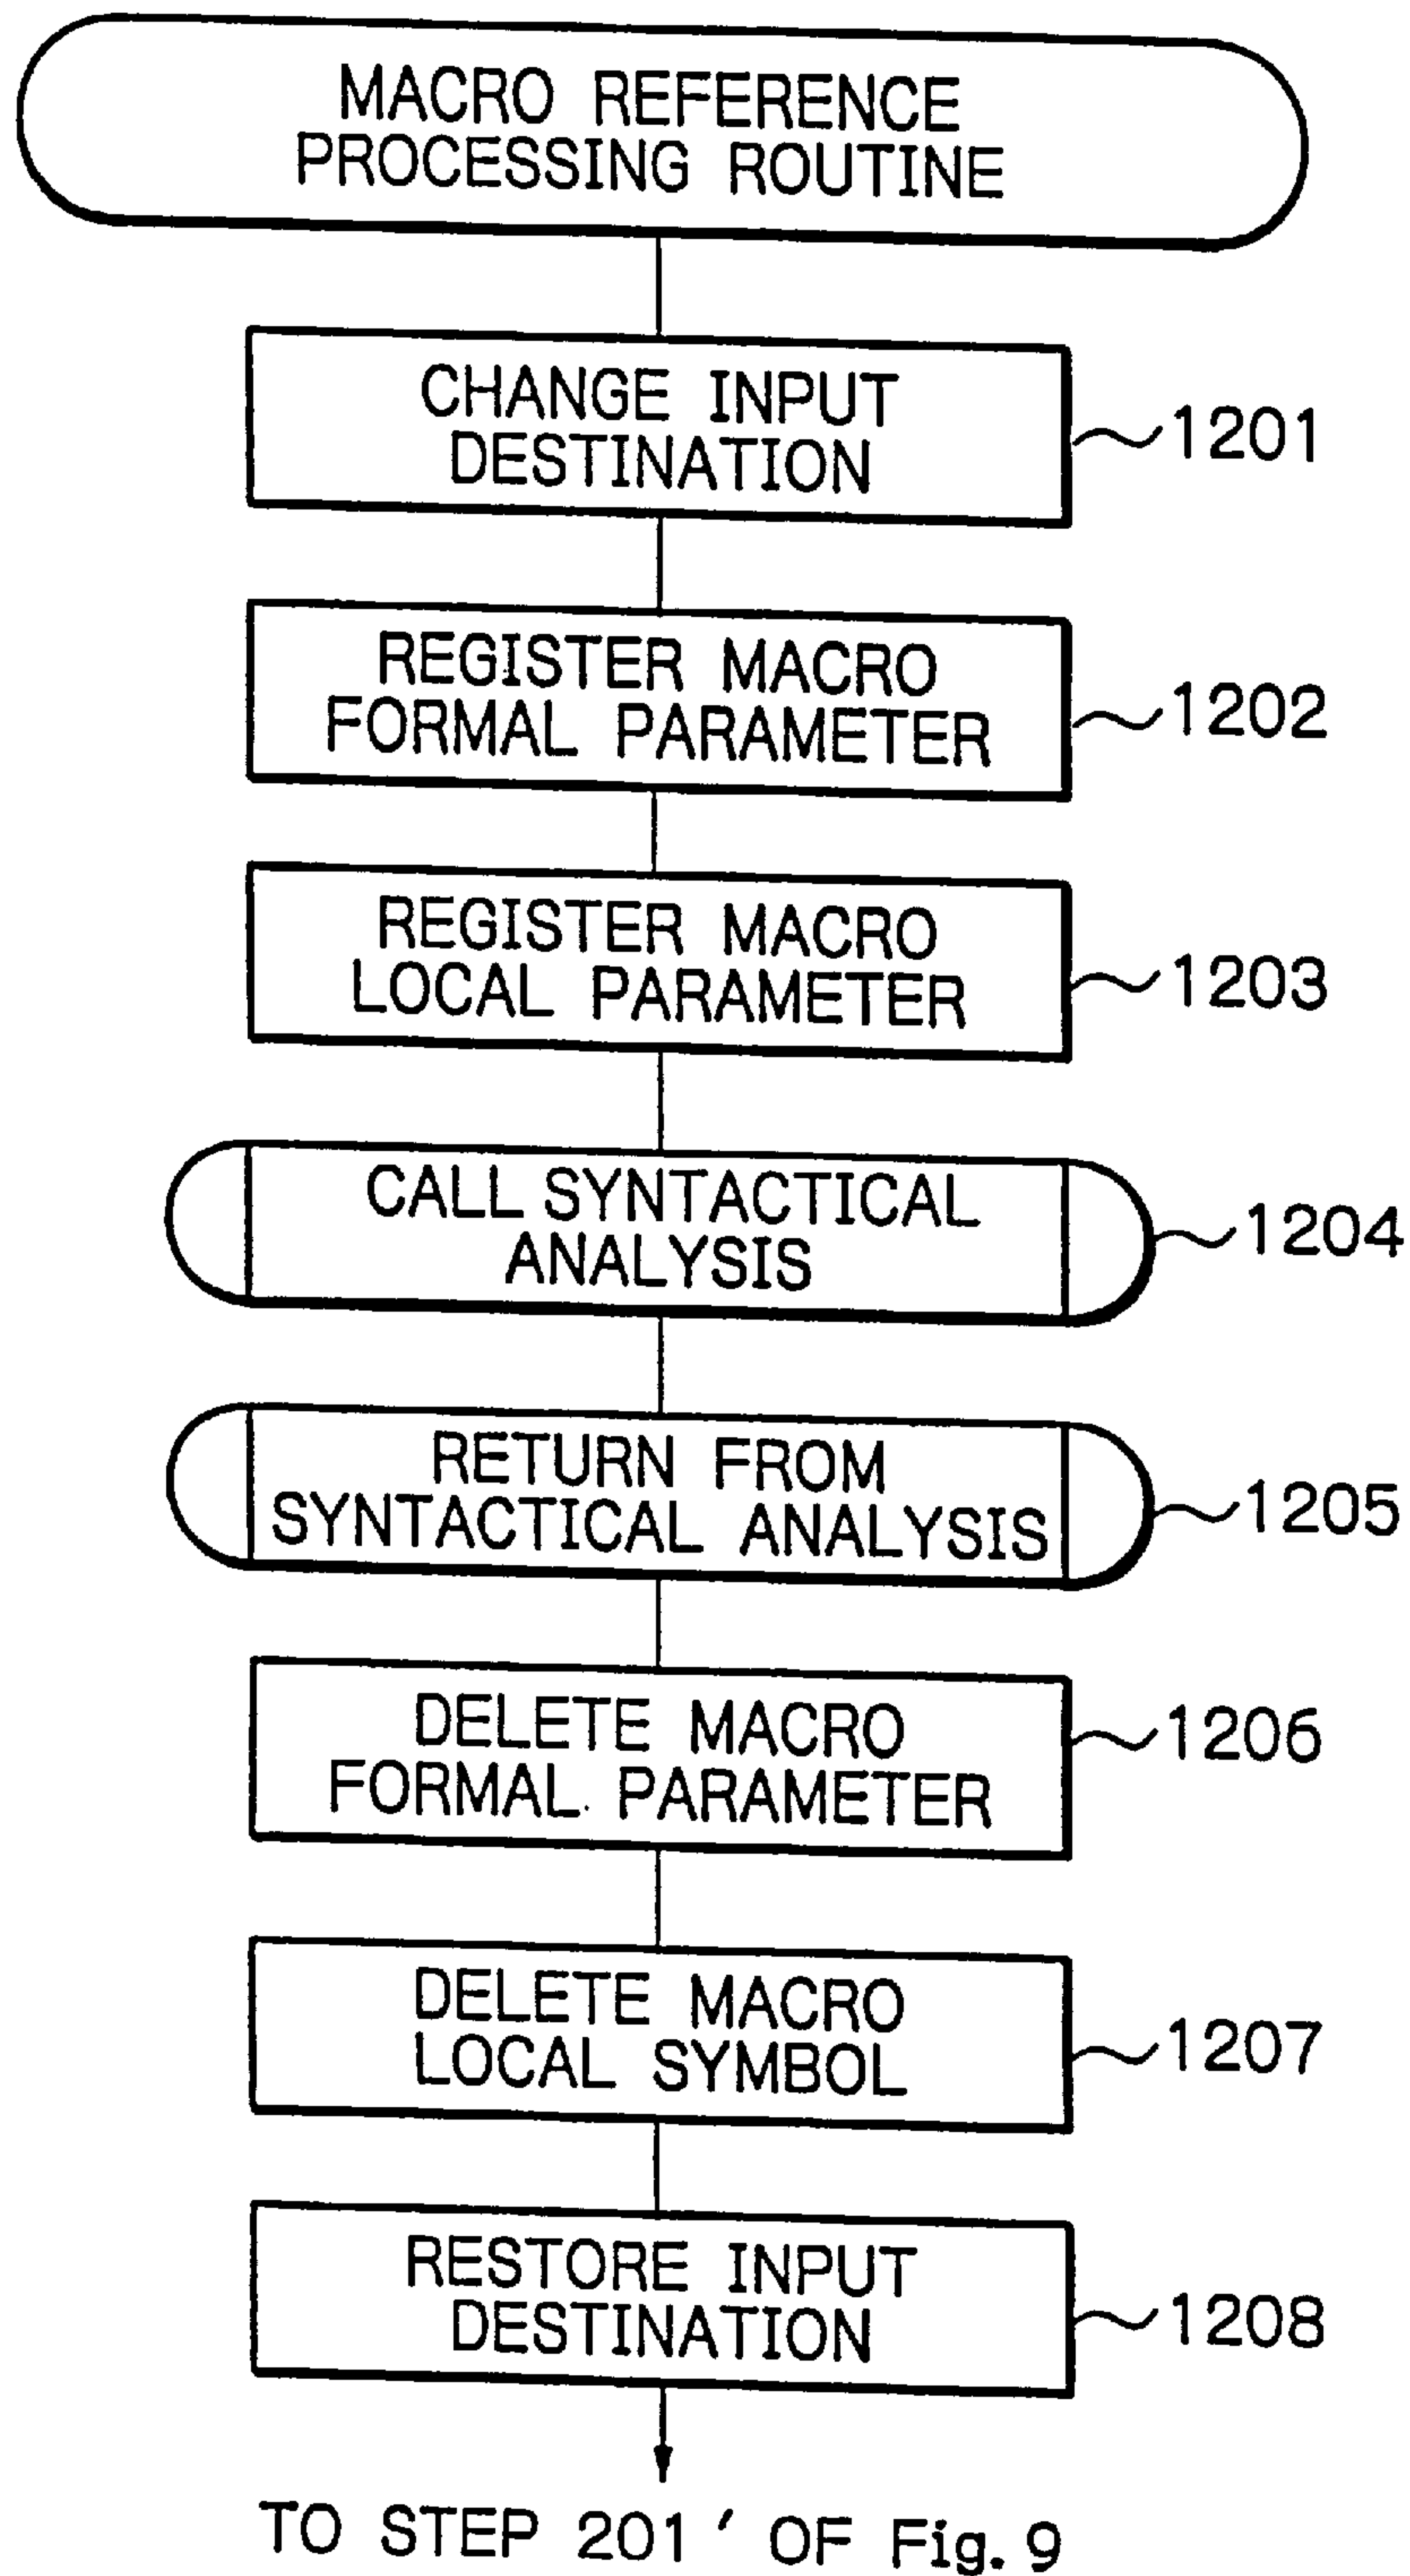 MACRO REFERENCE
PROCESSING ROUTINE
CHANGE INPUT
DESTINATION
1201
REGISTER MACRO
FORMAL PARAMETER
1202
REGISTER MACRO
LOCAL PARAMETER
1203
CALL SYNTACTICAL
ANALYSIS
1204
RETURN FROM
SYNTACTICAL ANALYSIS
1205
DELETE MACRO
FORMAL PARAMETER
1206
DELETE MACRO
LOCAL SYMBOL
1207
RESTORE INPUT
DESTINATION
1208
TO STEP 201′ OF Fig. 9